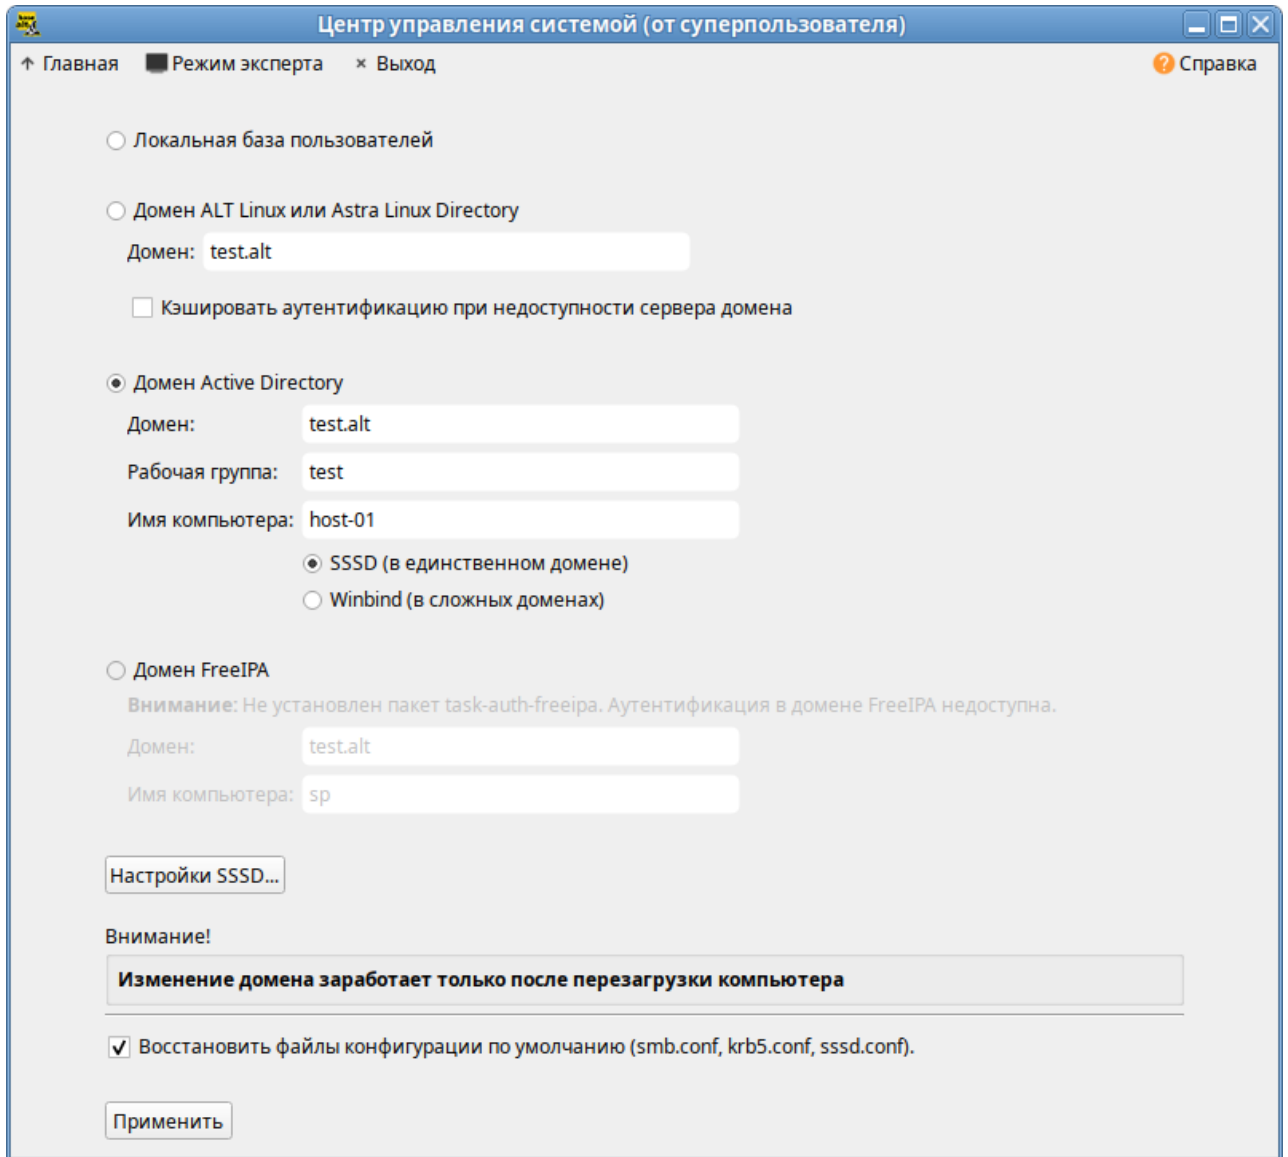 Центр управления системой (от суперпользователя)
Главная Режим эксперта Выход Справка
Локальная база пользователей
Домен ALT Linux или Astra Linux Directory
Домен: test.alt
Кэшировать аутентификацию при недоступности сервера домена
Домен Active Directory
Домен: test.alt
Рабочая группа: test
Имя компьютера: host-01
SSSD (в единственном домене)
Winbind (в сложных доменах)
Домен FreeIPA
Внимание: Не установлен пакет task-auth-freeipa. Аутентификация в домене FreeIPA недоступна.
Домен: test.alt
Имя компьютера: sp
Настройки SSSD...
Внимание!
Изменение домена заработает только после перезагрузки компьютера
Восстановить файлы конфигурации по умолчанию (smb.conf, krb5.conf, sssd.conf).
Применить